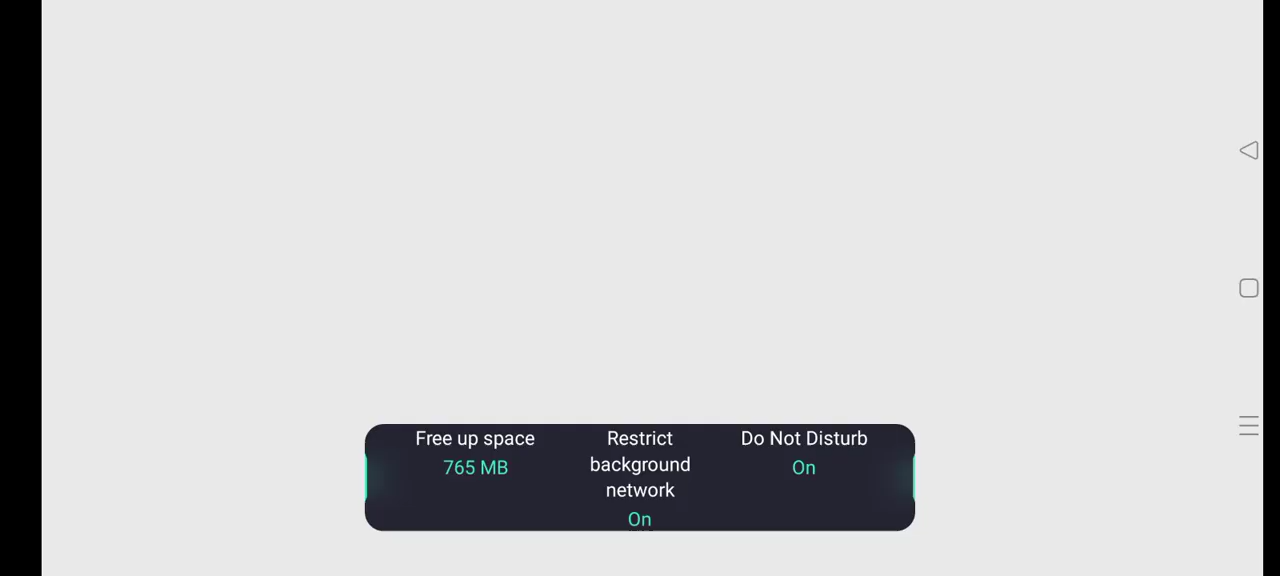 Free up space
765 MB
Restrict
background
network
On
Do Not Disturb
On